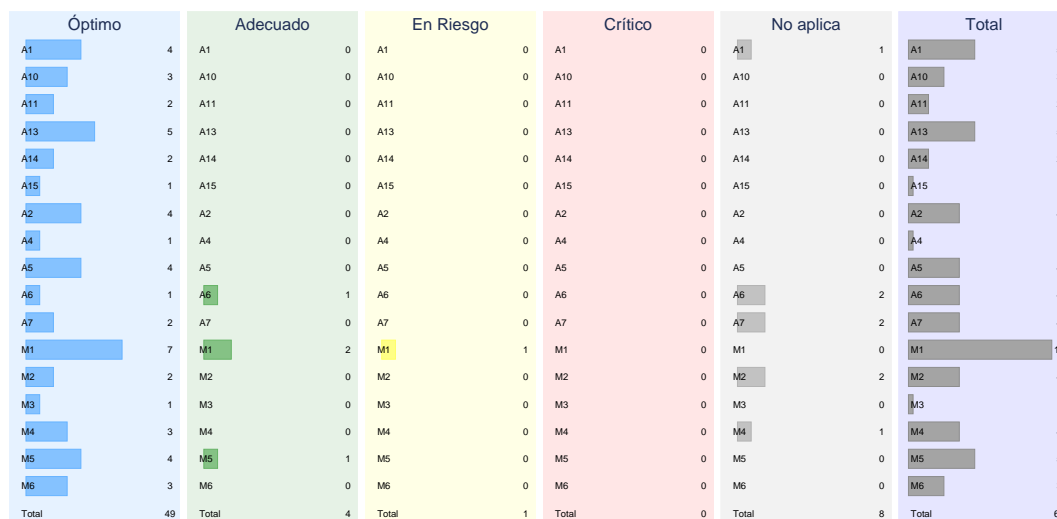 Óptimo Adecuado En Riesgo Crítico No aplica Total
A1 4 A1 0 A1 0 A1 0 A1 1 A1
A10 3 A10 0 A10 0 A10 0 A10 0 A10
A11 2 A11 0 A11 0 A11 0 A11 0 A11
A13 5 A13 0 A13 0 A13 0 A13 0 A13
A14 2 A14 0 A14 0 A14 0 A14 0 A14
A15 1 A15 0 A15 0 A15 0 A15 0 A15
A2 4 A2 0 A2 0 A2 0 A2 0 A2
A4 1 A4 0 A4 0 A4 0 A4 0 A4
A5 4 A5 0 A5 0 A5 0 A5 0 A5
A6 1 A6 1 A6 0 A6 0 A6 2 A6
A7 2 A7 0 A7 0 A7 0 A7 2 A7
M1 7 M1 2 M1 1 M1 0 M1 0 M1
M2 2 M2 0 M2 0 M2 0 M2 2 M2
M3 1 M3 0 M3 0 M3 0 M3 0 M3
M4 3 M4 0 M4 0 M4 0 M4 1 M4
M5 4 M5 1 M5 0 M5 0 M5 0 M5
M6 3 M6 0 M6 0 M6 0 M6 0 M6
Total 49 Total 4 Total 1 Total 0 Total 8 Total